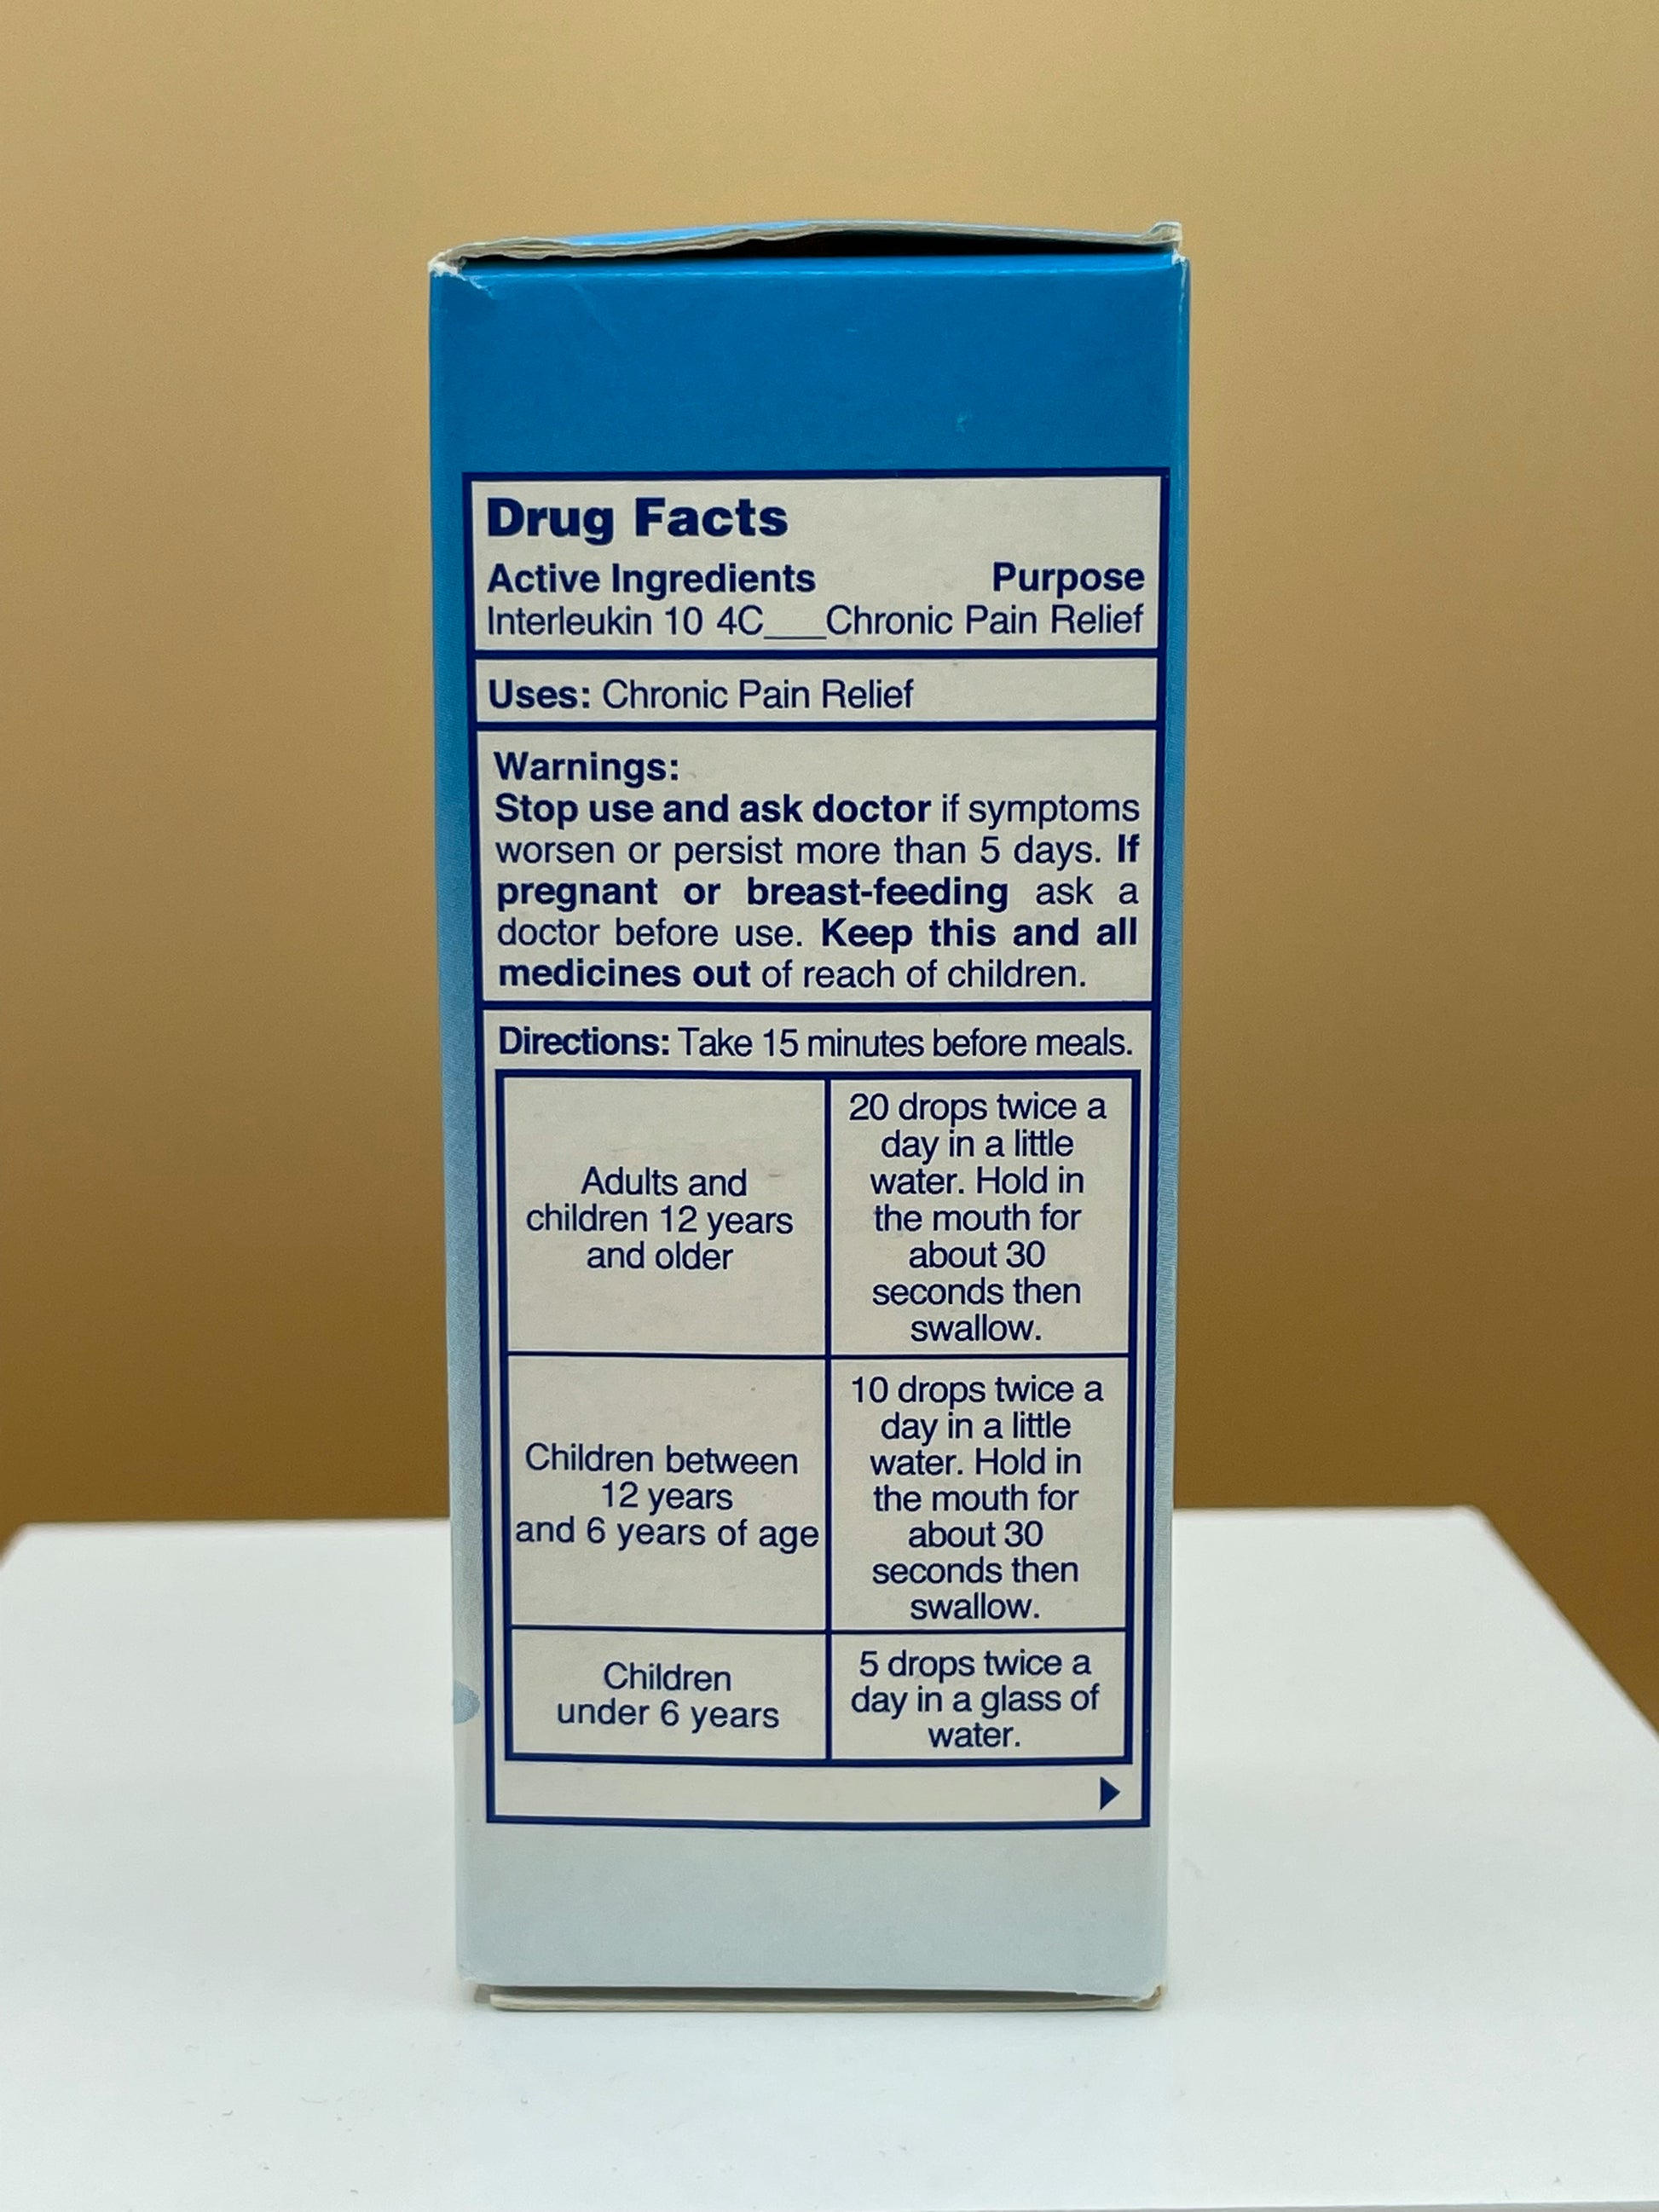 Drug Facts
Active Ingredients Purpose
Interleukin 10 4C___Chronic Pain Relief
Uses: Chronic Pain Relief
Warnings:
Stop use and ask doctor if symptoms
worsen or persist more than 5 days. If
pregnant or breast-feeding ask a
doctor before use. Keep this and all
medicines out of reach of children.
Directions: Take 15 minutes before meals.
Adults and
children 12 years
and older
20 drops twice a
day in a little
water. Hold in
the mouth for
about 30
seconds then
swallow.
Children between
12 years
and 6 years of age
10 drops twice a
day in a little
water. Hold in
the mouth for
about 30
seconds then
swallow.
Children
under 6 years
5 drops twice a
day in a glass of
water.